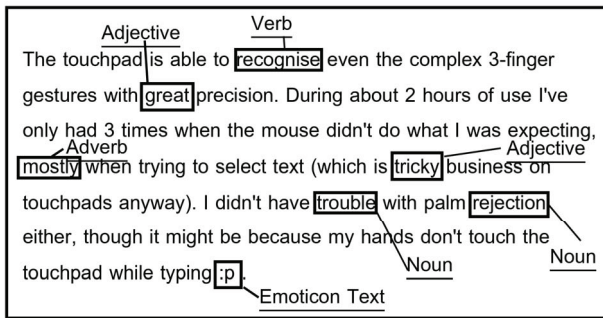 Adjective
Verb
The touchpad is able to recognise even the complex 3-finger
gestures with great precision. During about 2 hours of use I've
only had 3 times when the mouse didn't do what I was expecting,
Adverb
Adjective
mostly when trying to select text (which is tricky business on
touchpads anyway). I didn't have trouble with palm rejection
either, though it might be because my hands don't touch the
Noun
Noun
touchpad while typing :p .
Emoticon Text